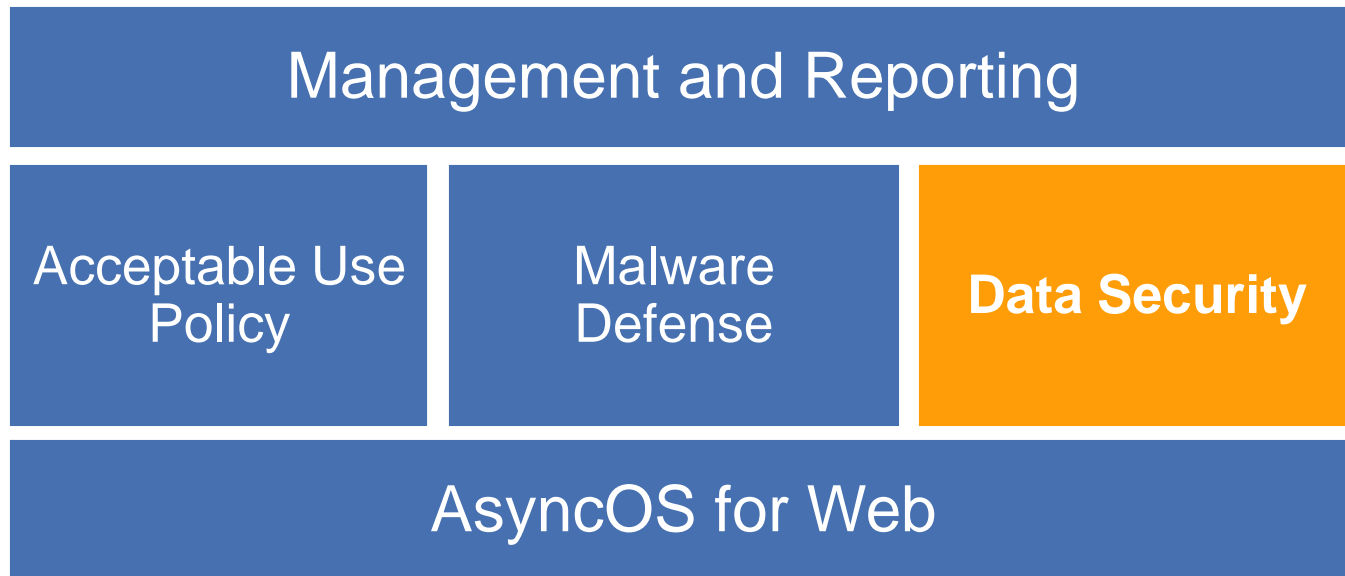 Management and Reporting
Acceptable Use
Policy
Malware
Defense
Data Security
AsyncOS for Web